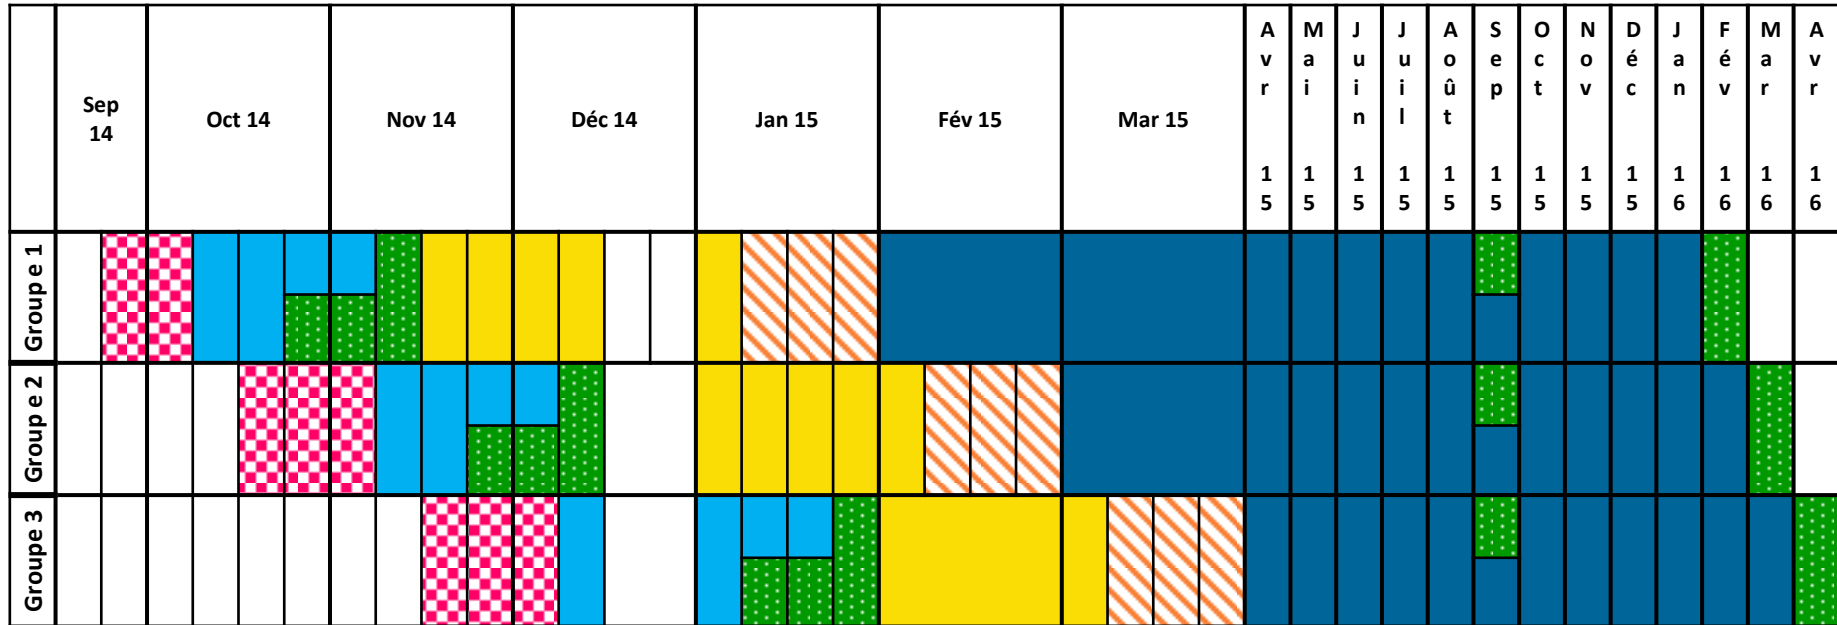 Sep
14
Oct 14
Nov 14
Déc 14
Jan 15
Fév 15
Mar 15
Avr 15
Mai 15
Juin 15
Juil 15
Août 15
Sep 15
Oct 15
Nov 15
Déc 15
Jan 16
Fév 16
Mar 16
Avr 16
Group e 1
Group e 2
Groupe 3